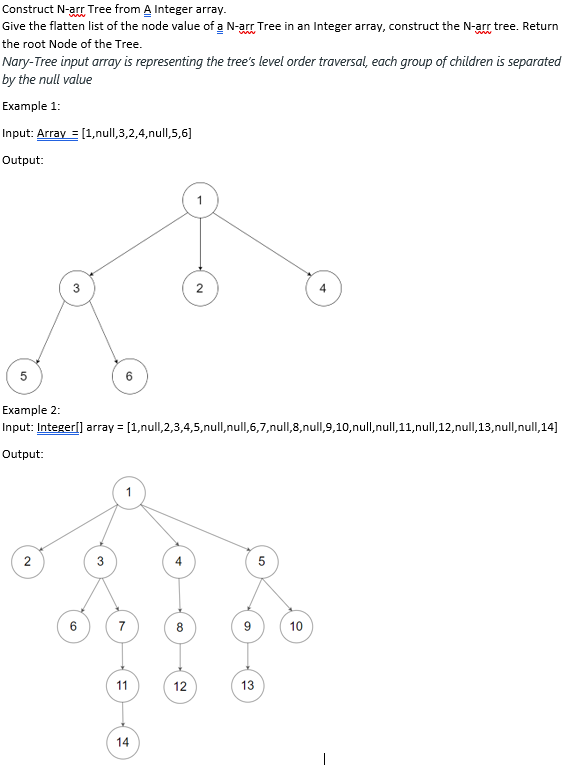 Construct N-arr Tree from A Integer array.
Give the flatten list of the node value of a N-arr Tree in an Integer array, construct the N-arr tree. Return
the root Node of the Tree.
Nary-Tree input array is representing the tree's level order traversal, each group of children is separated
by the null value
Example 1:
Input: Array = [1,null,3,2,4,null,5,6]
Output:
1
3 2 4
5 6
Example 2:
Input: Integer[] array = [1,null,2,3,4,5,null,null,6,7,null,8,null,9,10,null,null,11,null,12,null,13,null,null,14]
Output:
1
2 3 4 5
6 7 8 9 10
11 12 13
14